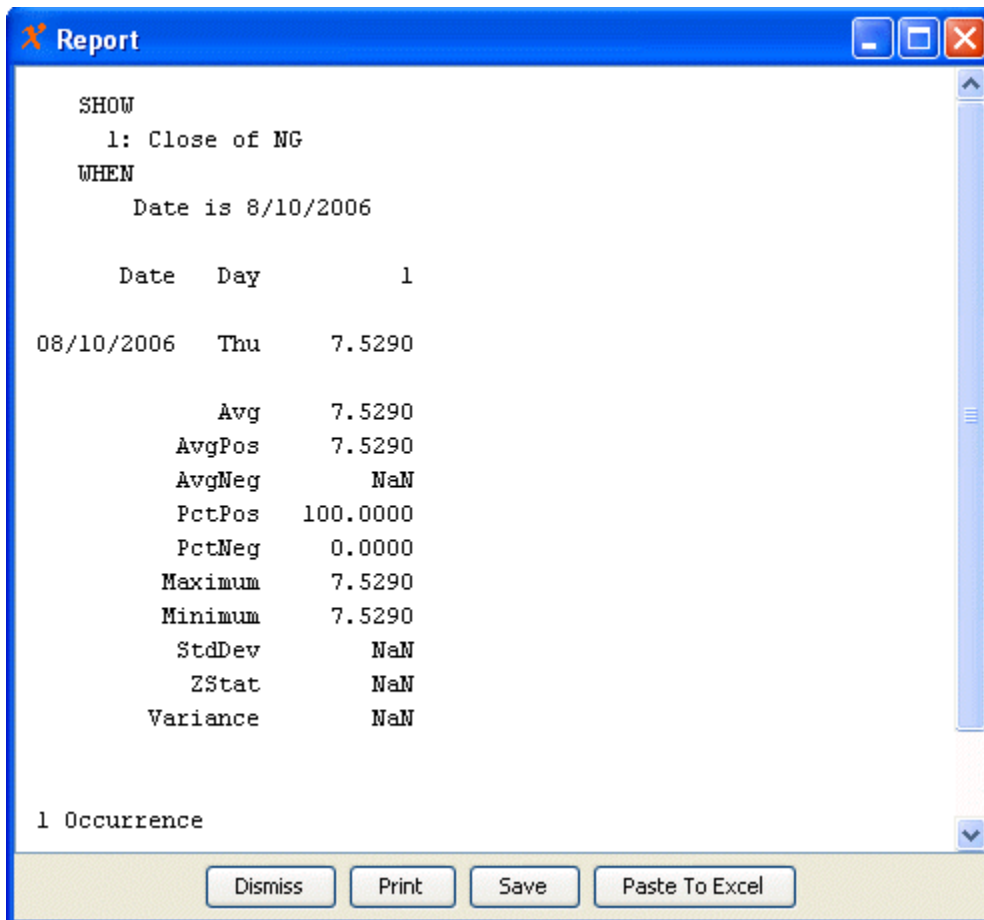 Report
SHOW
1: Close of NG
WHEN
Date is 8/10/2006
Date Day 1
08/10/2006 Thu 7.5290
Avg 7.5290
AvgPos 7.5290
AvgNeg NaN
PctPos 100.0000
PctNeg 0.0000
Maximum 7.5290
Minimum 7.5290
StdDev NaN
ZStat NaN
Variance NaN
1 Occurrence
Dismiss Print Save Paste To Excel